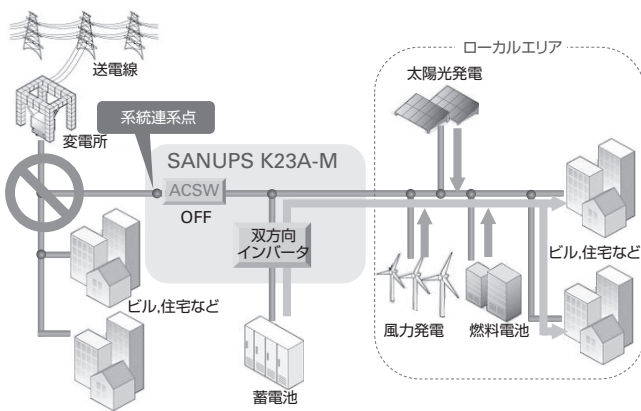 送電線
変電所
系統連系点
SANUPS K23A-M
ACSW
OFF
双方向
インバータ
蓄電池
ビル,住宅など
ローカルエリア
太陽光発電
風力発電
燃料電池
ビル,住宅など